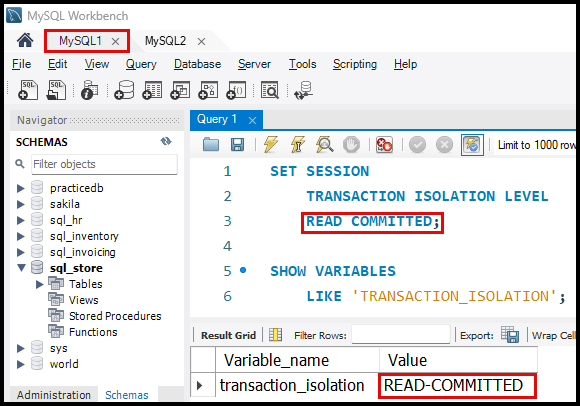 MySQL Workbench
MySQL1 MySQL2
File Edit View Query Database Server Tools Scripting Help
Navigator
SCHEMAS
Filter objects
practicedb
sakila
sql_hr
sql_inventory
sql_invoicing
sql_store
Tables
Views
Stored Procedures
Functions
sys
world
Administration Schemas
Query 1
Limit to 1000 row
1 SET SESSION
2 TRANSACTION ISOLATION LEVEL
3 READ COMMITTED;
4
5 SHOW VARIABLES
6 LIKE 'TRANSACTION_ISOLATION';
Result Grid Filter Rows: Export: Wrap Cell
Variable_name Value
transaction_isolation READ-COMMITTED